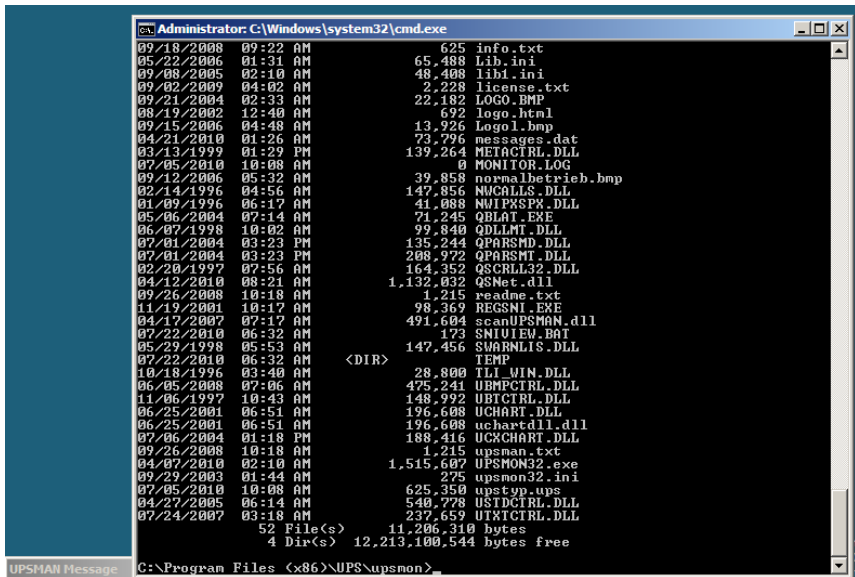 Administrator: C:\Windows\system32\cmd.exe
09/18/2008 09:22 AM 625 info.txt
05/22/2006 01:31 AM 65,488 Lib.ini
09/08/2005 02:10 AM 48,408 lib1.ini
09/02/2009 04:02 AM 2,228 license.txt
09/21/2004 02:33 AM 22,182 LOGO.BMP
08/19/2002 12:40 AM 692 logo.html
09/15/2006 04:48 AM 13,926 Logo1.bmp
04/21/2010 01:26 AM 73,796 messages.dat
03/13/1999 01:29 PM 139,264 METACTRL.DLL
07/05/2010 10:08 AM 0 MONITOR.LOG
09/12/2006 05:32 AM 39,858 normalbetrieb.bmp
02/14/1996 04:56 AM 147,856 NWCALLS.DLL
01/09/1996 06:17 AM 41,088 NWIPXSPX.DLL
05/06/2004 07:14 AM 71,245 QBLAT.EXE
06/07/1998 10:02 AM 99,840 QDLLMT.DLL
07/01/2004 03:23 PM 135,244 QPARSMD.DLL
07/01/2004 03:23 PM 208,972 QPARSMT.DLL
02/20/1997 07:56 AM 164,352 QSCRLL32.DLL
04/12/2010 08:21 AM 1,132,032 QSNet.dll
09/26/2008 10:18 AM 1,215 readme.txt
11/19/2001 10:17 AM 98,369 REGSNI.EXE
04/17/2007 07:17 AM 491,604 scanUPSMAN.dll
07/22/2010 06:32 AM 173 SNIVIEW.BAT
05/29/1998 05:53 AM 147,456 SWARNLIS.DLL
07/22/2010 06:32 AM <DIR> TEMP
10/18/1996 03:40 AM 28,800 TLI_WIN.DLL
06/05/2008 07:06 AM 475,241 UBMPCTRL.DLL
11/06/1997 10:43 AM 148,992 UBTCTRL.DLL
06/25/2001 06:51 AM 196,608 UCHART.DLL
06/25/2001 06:51 AM 196,608 uchartdll.dll
07/06/2004 01:18 PM 188,416 UCXCHART.DLL
09/26/2008 10:18 AM 1,215 upsman.txt
04/07/2010 02:10 AM 1,515,607 UPSMON32.exe
09/29/2003 01:44 AM 275 upsmon32.ini
07/05/2010 10:08 AM 625,350 upstyp.ups
04/27/2005 06:14 AM 540,778 USTDCTRL.DLL
07/24/2007 03:18 AM 237,659 UTXTCTRL.DLL
52 File(s) 11,206,310 bytes
4 Dir(s) 12,213,100,544 bytes free
C:\Program Files (x86)\UPS\upsmon>_
UPSMAN Message